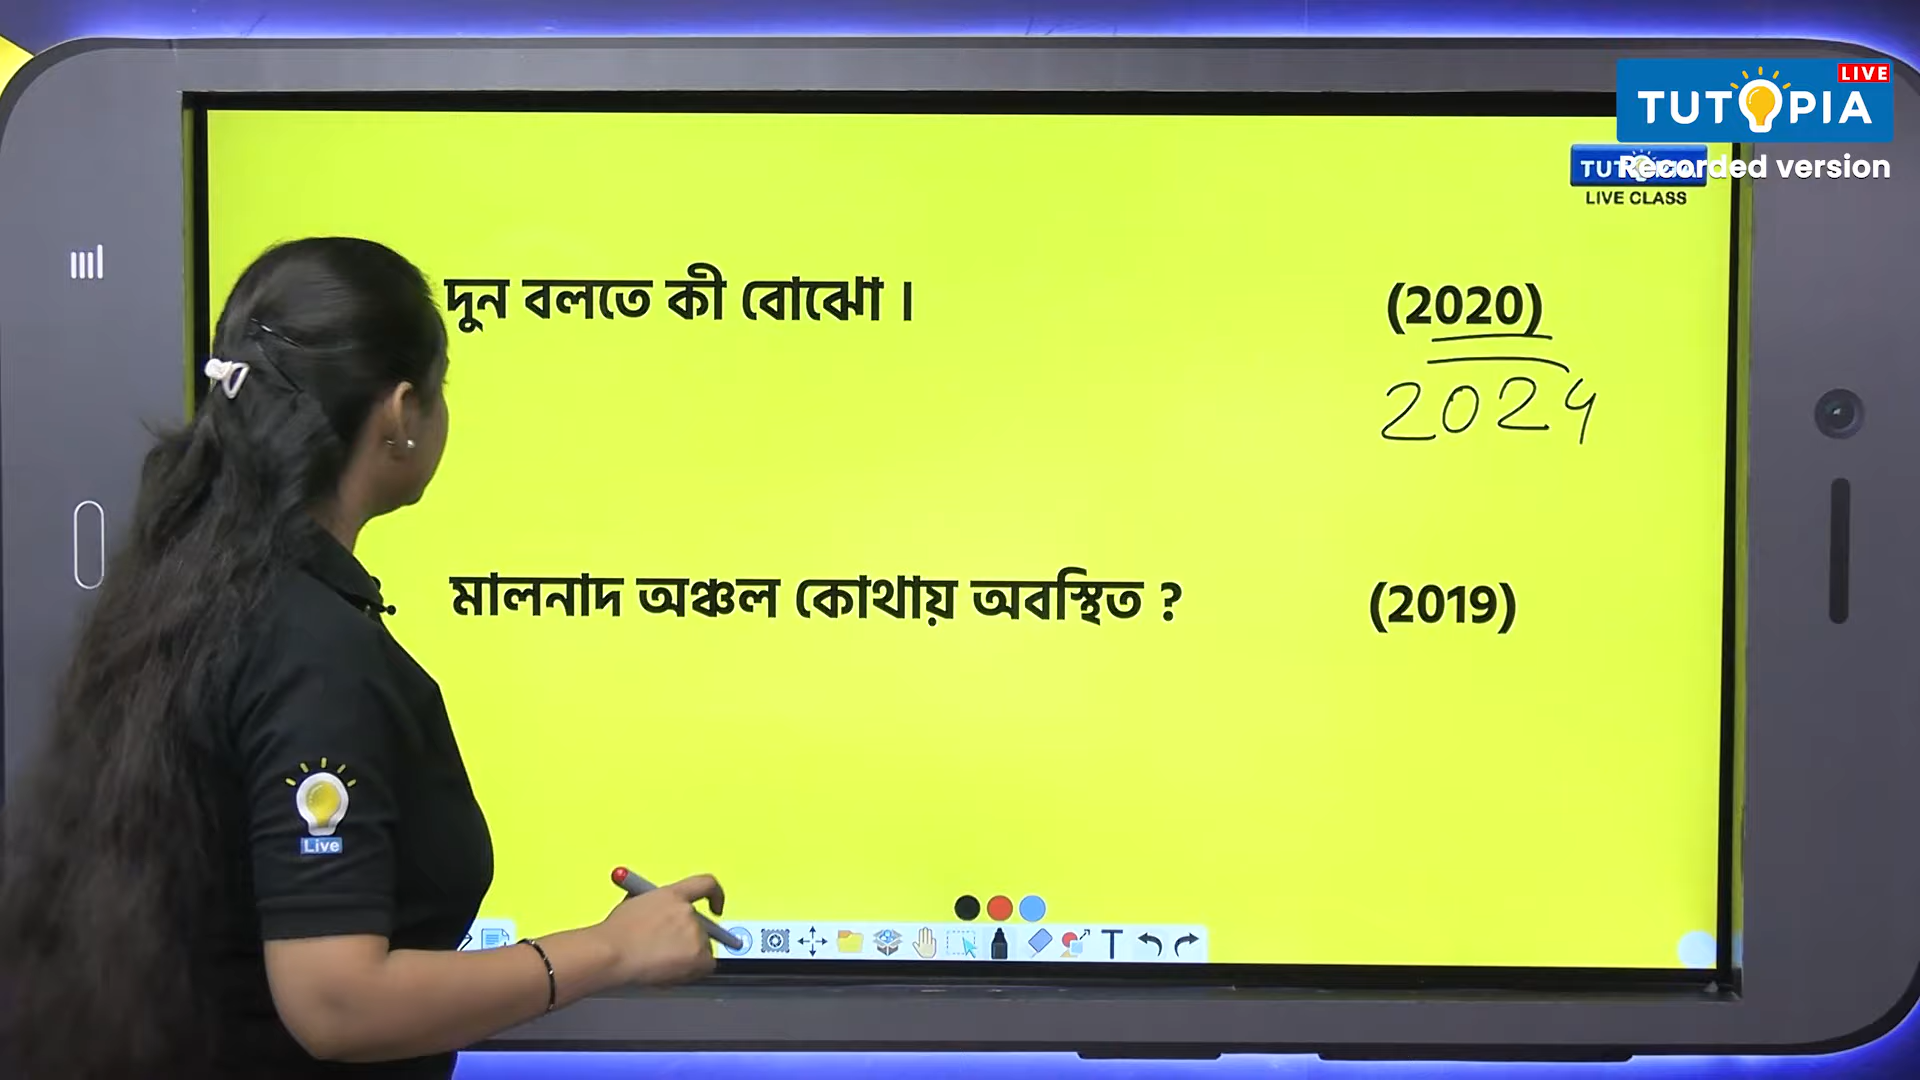 LIVE
TUTOPIA
Recorded version
LIVE CLASS
দুন বলতে কী বোঝো। (2020)
2024
মালনাদ অঞ্চল কোথায় অবস্থিত ? (2019)
Live
T